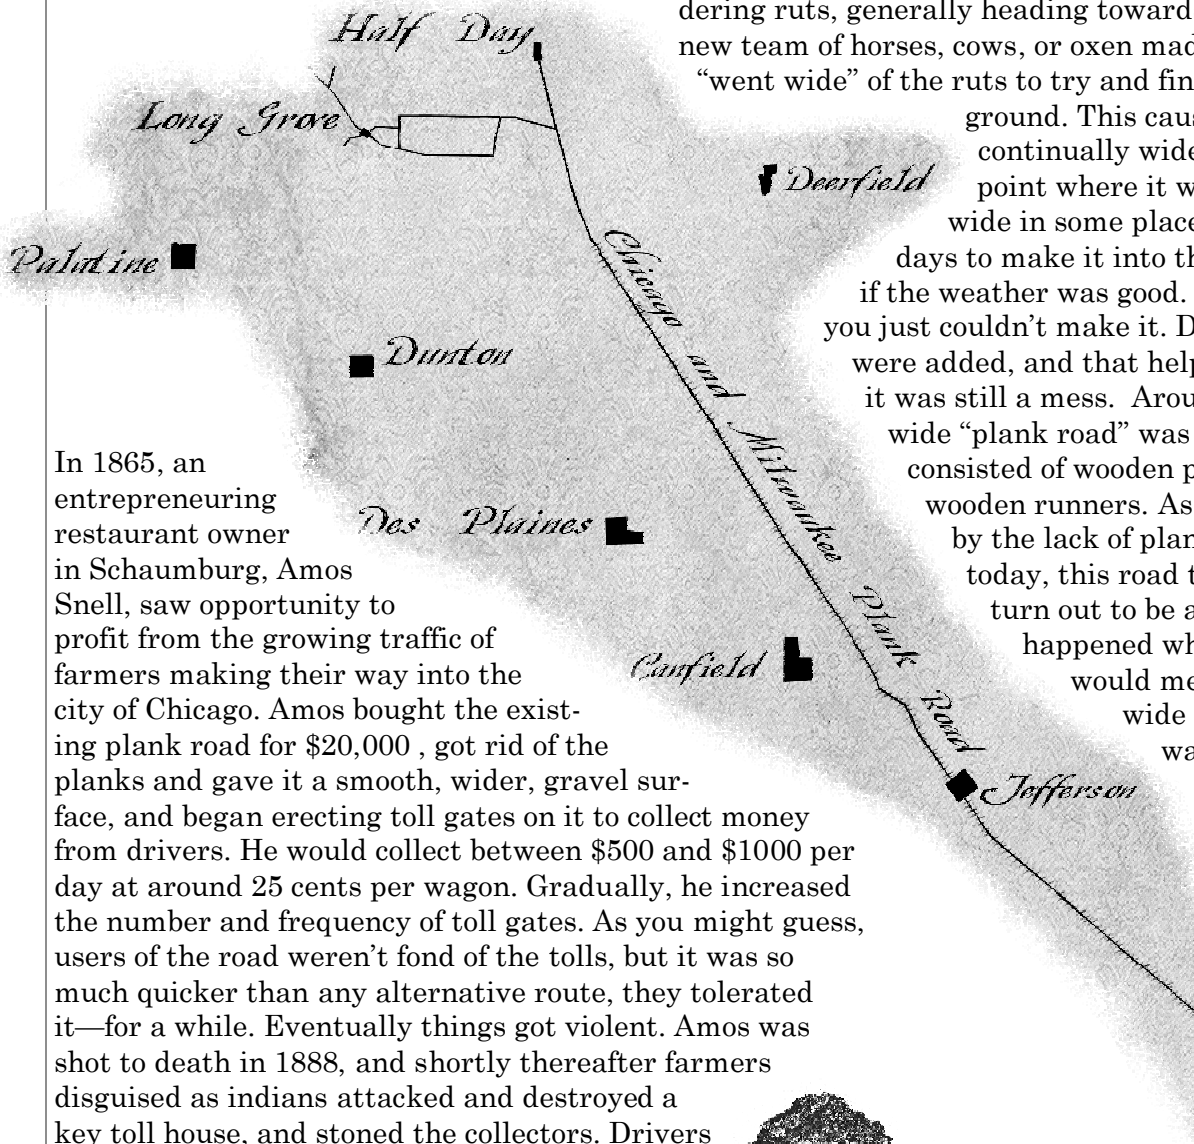 Half Day
Long Grove
Deerfield
Palatine
Dunton
Chicago and Milwaukee Plank Road
Des Plaines
Canfield
Jefferson
dering ruts, generally heading toward
new team of horses, cows, or oxen mad
“went wide” of the ruts to try and fin
ground. This caus
continually wide
point where it w
wide in some place
days to make it into th
if the weather was good.
you just couldn’t make it. D
were added, and that help
it was still a mess. Arou
wide “plank road” was
consisted of wooden p
wooden runners. As
by the lack of plan
today, this road t
turn out to be a
happened wh
would me
wide
wa
In 1865, an
entrepreneuring
restaurant owner
in Schaumburg, Amos
Snell, saw opportunity to
profit from the growing traffic of
farmers making their way into the
city of Chicago. Amos bought the exist-
ing plank road for $20,000 , got rid of the
planks and gave it a smooth, wider, gravel sur-
face, and began erecting toll gates on it to collect money
from drivers. He would collect between $500 and $1000 per
day at around 25 cents per wagon. Gradually, he increased
the number and frequency of toll gates. As you might guess,
users of the road weren’t fond of the tolls, but it was so
much quicker than any alternative route, they tolerated
it—for a while. Eventually things got violent. Amos was
shot to death in 1888, and shortly thereafter farmers
disguised as indians attacked and destroyed a
key toll house, and stoned the collectors. Drivers